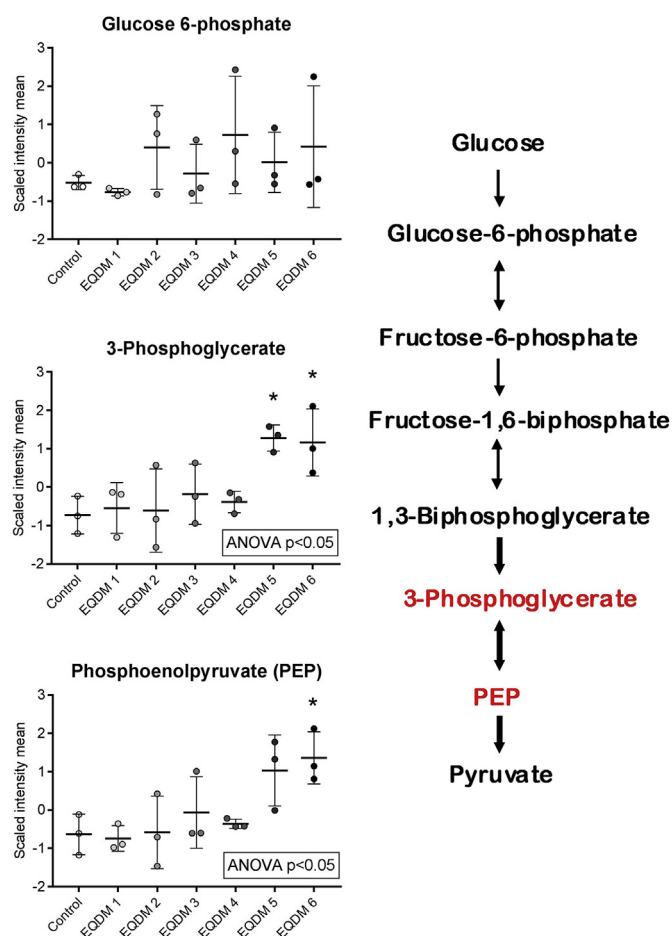 Glucose 6-phosphate
Scaled intensity mean
3
2
1
0
-1
-2
Control
EQDM 1
EQDM 2
EQDM 3
EQDM 4
EQDM 5
EQDM 6
3-Phosphoglycerate
Scaled intensity mean
3
2
1
0
-1
-2
*
*
ANOVA p<0.05
Control
EQDM 1
EQDM 2
EQDM 3
EQDM 4
EQDM 5
EQDM 6
Phosphoenolpyruvate (PEP)
Scaled intensity mean
3
2
1
0
-1
-2
*
ANOVA p<0.05
Control
EQDM 1
EQDM 2
EQDM 3
EQDM 4
EQDM 5
EQDM 6
Glucose
Glucose-6-phosphate
Fructose-6-phosphate
Fructose-1,6-biphosphate
1,3-Biphosphoglycerate
3-Phosphoglycerate
PEP
Pyruvate